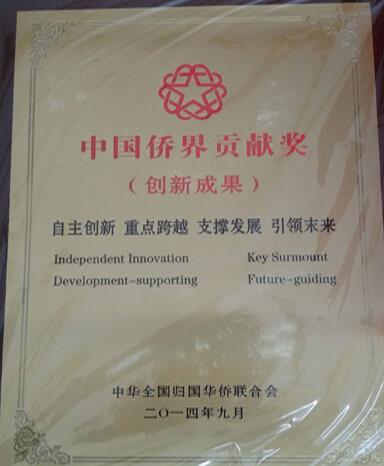 中国侨界贡献奖
（创新成果）
自主创新 重点跨越 支撑发展 引领末来
Independent Innovation Key Surmount
Development-supporting Future-guiding
中华全国归国华侨联合会
二〇一四年九月